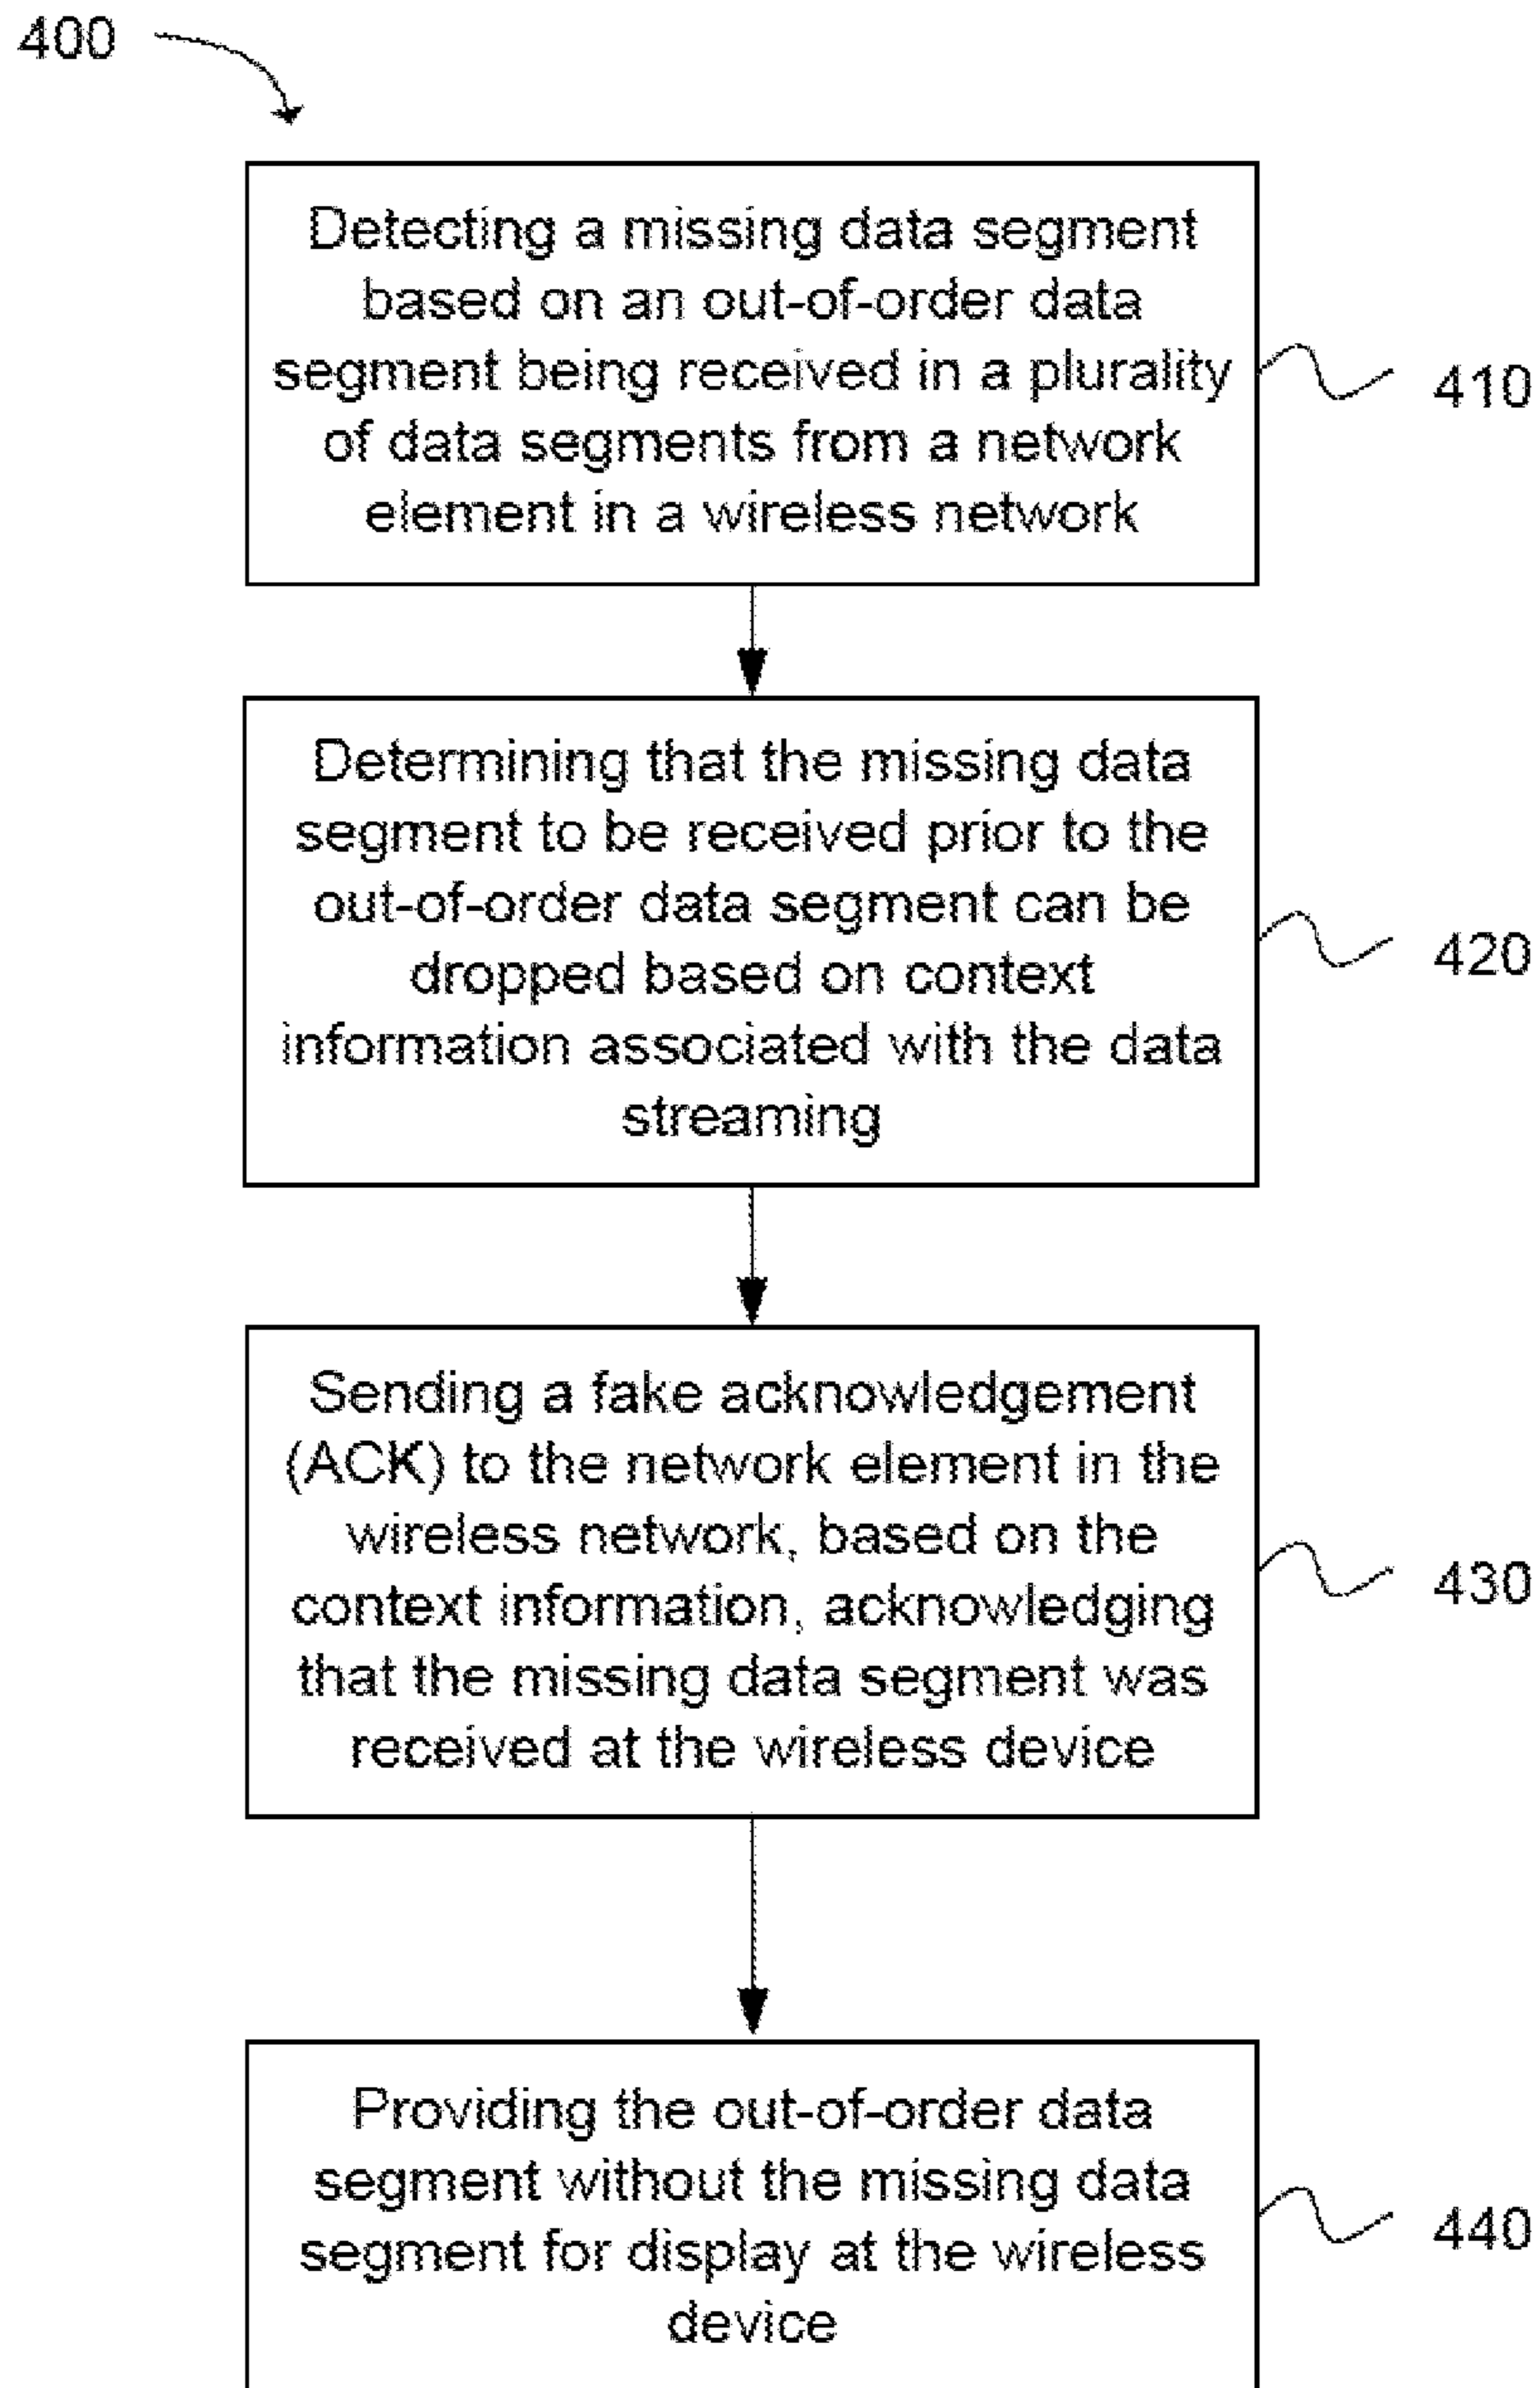 400
Detecting a missing data segment
based on an out-of-order data
segment being received in a plurality
of data segments from a network
element in a wireless network
410
Determining that the missing data
segment to be received prior to the
out-of-order data segment can be
dropped based on context
information associated with the data
streaming
420
Sending a fake acknowledgement
(ACK) to the network element in the
wireless network, based on the
context information, acknowledging
that the missing data segment was
received at the wireless device
430
Providing the out-of-order data
segment without the missing data
segment for display at the wireless
device
440